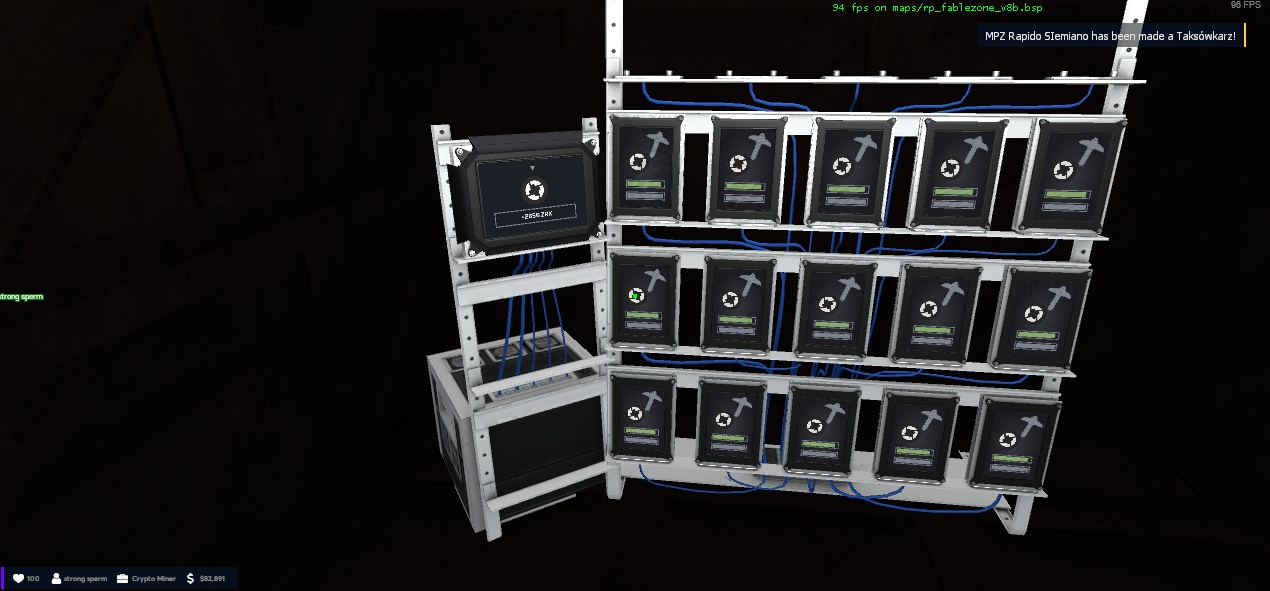 94 fps on maps/rp_fablezone_v8b.bsp
96 FPS
MPZ Rapido SIemiano has been made a Taksówkarz!
strong sperm
100
strong sperm
Crypto Miner
$82,891